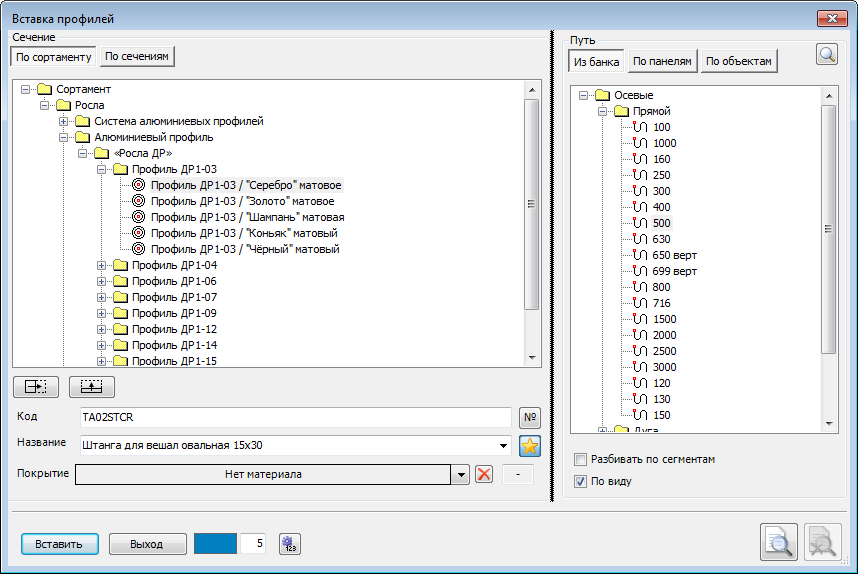 Вставка профилей
Сечение
По сортаменту
По сечениям
Сортамент
Росла
Система алюминиевых профилей
Алюминиевый профиль
«Росла ДР»
Профиль ДР1-03
Профиль ДР1-03 / "Серебро" матовое
Профиль ДР1-03 / "Золото" матовое
Профиль ДР1-03 / "Шампань" матовая
Профиль ДР1-03 / "Коньяк" матовый
Профиль ДР1-03 / "Чёрный" матовый
Профиль ДР1-04
Профиль ДР1-06
Профиль ДР1-07
Профиль ДР1-09
Профиль ДР1-12
Профиль ДР1-14
Профиль ДР1-15
Код
TA02STCR
№
Название
Штанга для вешал овальная 15x30
Покрытие
Нет материала
-
Путь
Из банка
По панелям
По объектам
Осевые
Прямой
100
1000
160
250
300
400
500
630
650 верт
699 верт
800
716
1500
2000
2500
3000
120
130
150
Дуга
Разбивать по сегментам
По виду
Вставить
Выход
5
123